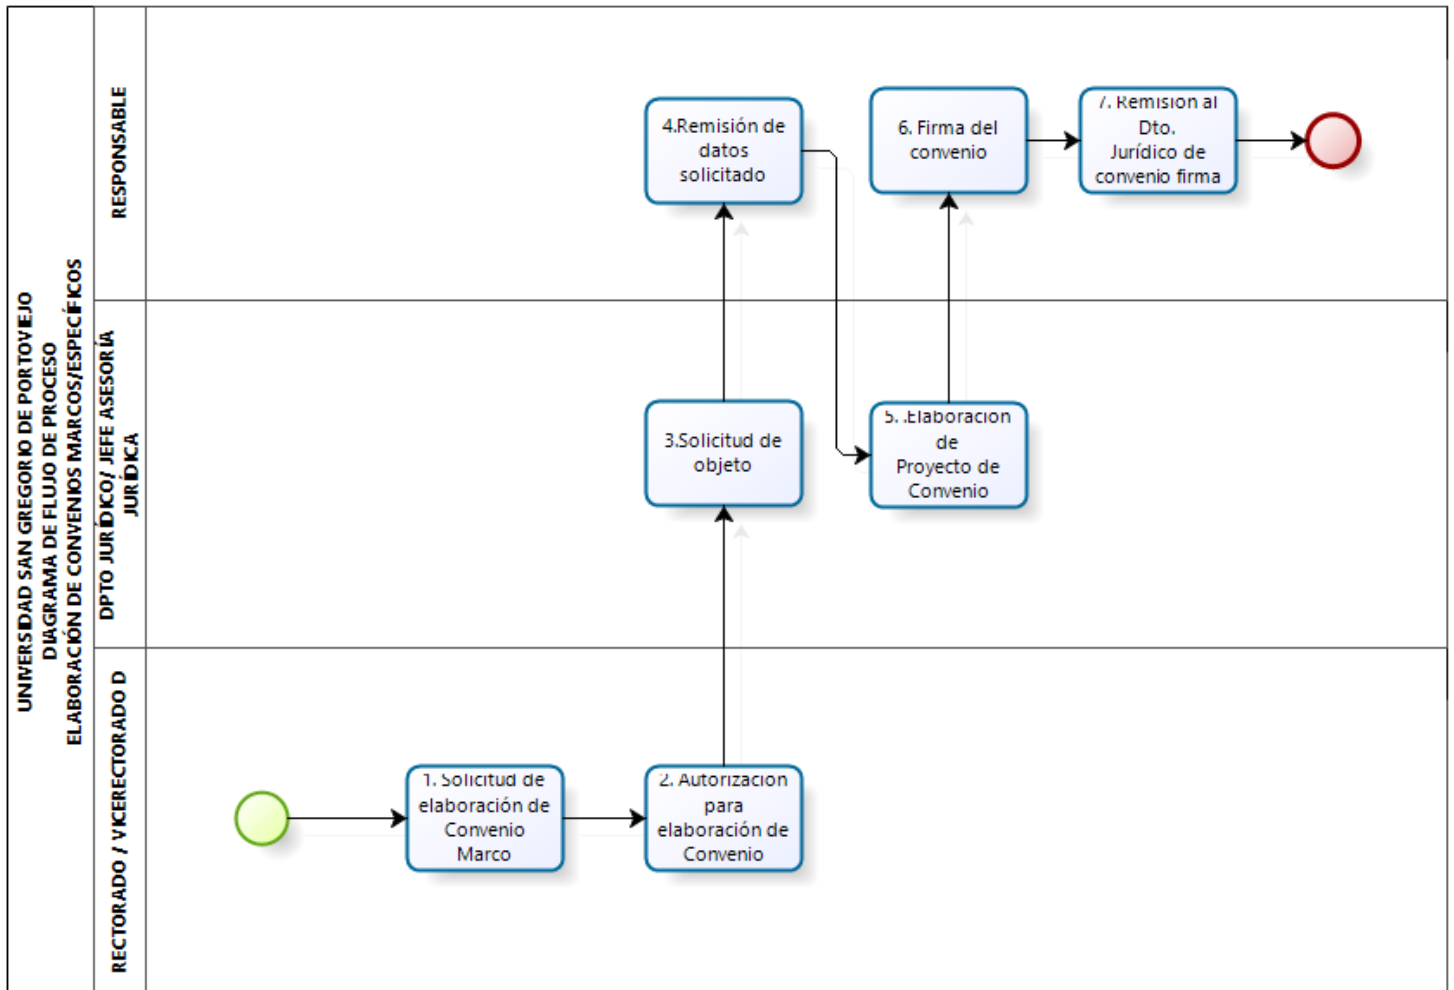 UNIVERSIDAD SAN GREGORIO DE PORTOVIEJO
DIAGRAMA DE FLUJO DE PROCESO
ELABORACIÓN DE CONVENIOS MARCOS/ESPECÍFICOS
RESPONSABLE
4.Remisión de
datos
solicitado
6. Firma del
convenio
7. Remisión al
Dto.
Jurídico de
convenio firma
DPTO JURÍDICO/ JEFE ASESORÍA
JURÍDICA
3.Solicitud de
objeto
5. .Elaboración
de
Proyecto de
Convenio
RECTORADO / VICERECTORADO D
1. Solicitud de
elaboración de
Convenio
Marco
2. Autorización
para
elaboración de
Convenio